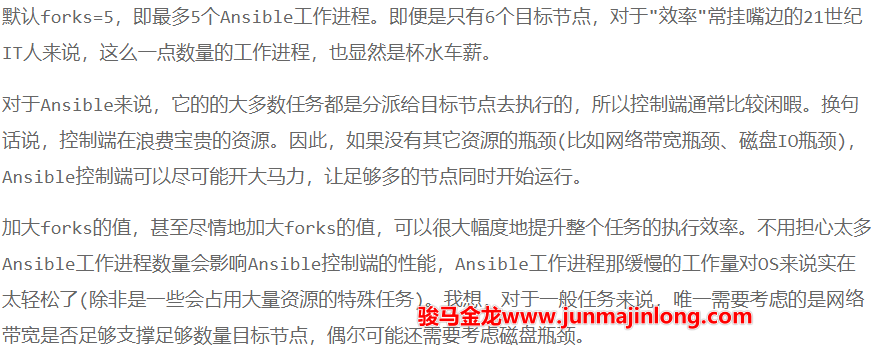 默认forks=5，即最多5个Ansible工作进程。即便是只有6个目标节点，对于"效率"常挂嘴边的21世纪
IT人来说，这么一点数量的工作进程，也显然是杯水车薪。
对于Ansible来说，它的的大多数任务都是分派给目标节点去执行的，所以控制端通常比较闲暇。换句
话说，控制端在浪费宝贵的资源。因此，如果没有其它资源的瓶颈(比如网络带宽瓶颈、磁盘IO瓶颈)，
Ansible控制端可以尽可能开大马力，让足够多的节点同时开始运行。
加大forks的值，甚至尽情地加大forks的值，可以很大幅度地提升整个任务的执行效率。不用担心太多
Ansible工作进程数量会影响Ansible控制端的性能，Ansible工作进程那缓慢的工作量对OS来说实在
太轻松了(除非是一些会占用大量资源的特殊任务)。我想，对于一般任务来说，唯一需要考虑的是网络
骏马金龙 www.junmajinlong.com
带宽是否足够支撑足够数量目标节点，偶尔可能还需要考虑磁盘瓶颈。